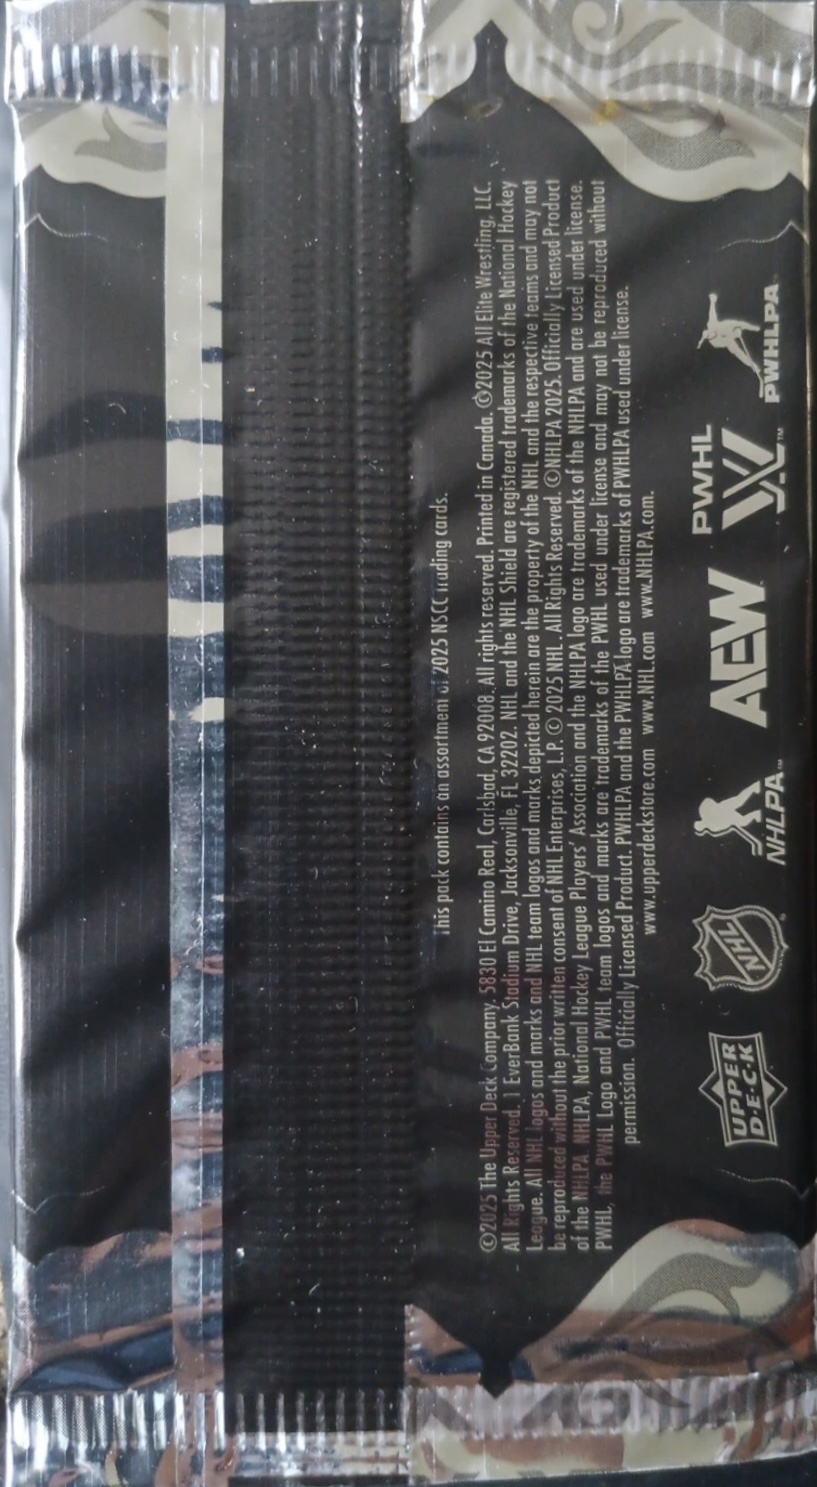 This pack contains an assortment of 2025 NSCC trading cards.
©2025 The Upper Deck Company. 5830 El Camino Real, Carlsbad, CA 92008. All rights reserved. Printed in Canada. ©2025 All Elite Wrestling, LLC.
All Rights Reserved. 1 EverBank Stadium Drive, Jacksonville, FL 32202. NHL and the NHL Shield are registered trademarks of the National Hockey
League. All NHL logos and marks and NHL team logos and marks depicted herein are the property of the NHL and the respective teams and may not
be reproduced without the prior written consent of NHL Enterprises, L.P. © 2025 NHL. All Rights Reserved. ©NHLPA 2025. Officially Licensed Product
of the NHLPA. NHLPA, National Hockey League Players' Association and the NHLPA logo are trademarks of the NHLPA and are used under license.
PWHL, the PWHL Logo and PWHL team logos and marks are trademarks of the PWHL used under license and may not be reproduced without
permission. Officially Licensed Product. PWHLPA and the PWHLPA logo are trademarks of PWHLPA used under license.
www.upperdeckstore.com www.NHL.com www.NHLPA.com.
UPPER
D·E·C·K
NHL
NHLPA™
AEW
PWHL
™
PWHLPA